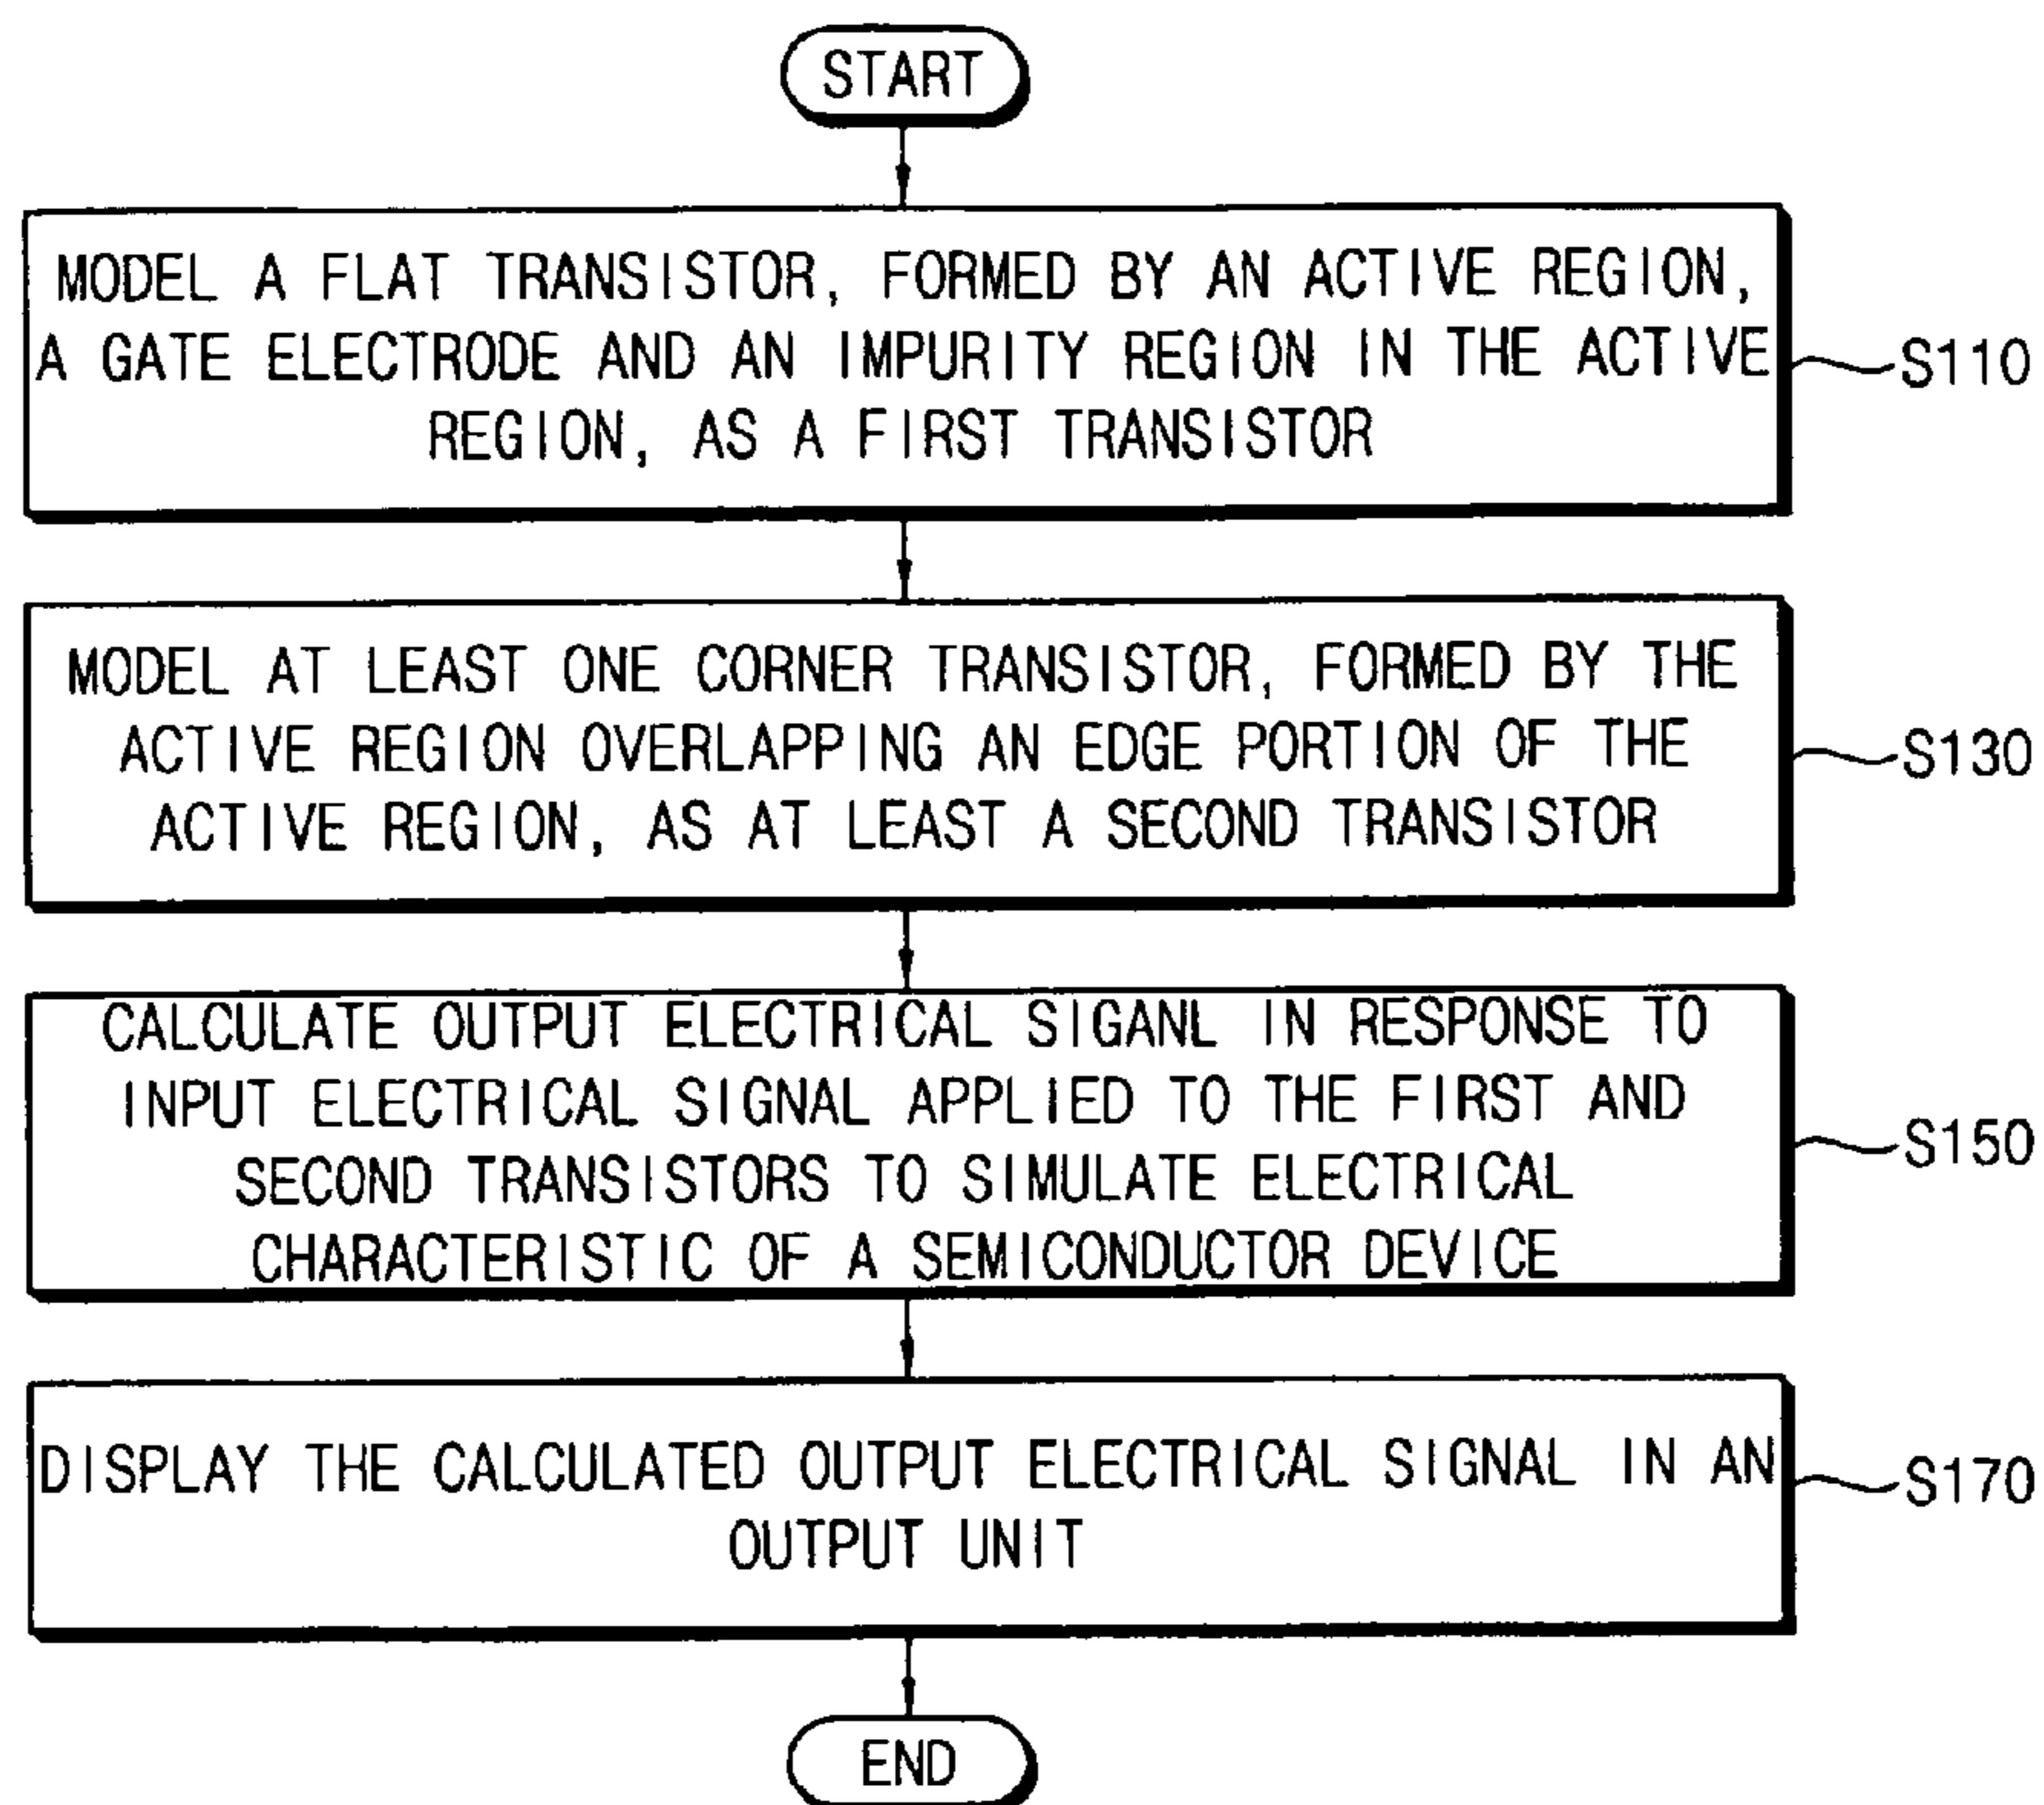 START
MODEL A FLAT TRANSISTOR, FORMED BY AN ACTIVE REGION,
A GATE ELECTRODE AND AN IMPURITY REGION IN THE ACTIVE
REGION, AS A FIRST TRANSISTOR
S110
MODEL AT LEAST ONE CORNER TRANSISTOR, FORMED BY THE
ACTIVE REGION OVERLAPPING AN EDGE PORTION OF THE
ACTIVE REGION, AS AT LEAST A SECOND TRANSISTOR
S130
CALCULATE OUTPUT ELECTRICAL SIGANL IN RESPONSE TO
INPUT ELECTRICAL SIGNAL APPLIED TO THE FIRST AND
SECOND TRANSISTORS TO SIMULATE ELECTRICAL
CHARACTERISTIC OF A SEMICONDUCTOR DEVICE
S150
DISPLAY THE CALCULATED OUTPUT ELECTRICAL SIGNAL IN AN
OUTPUT UNIT
S170
END